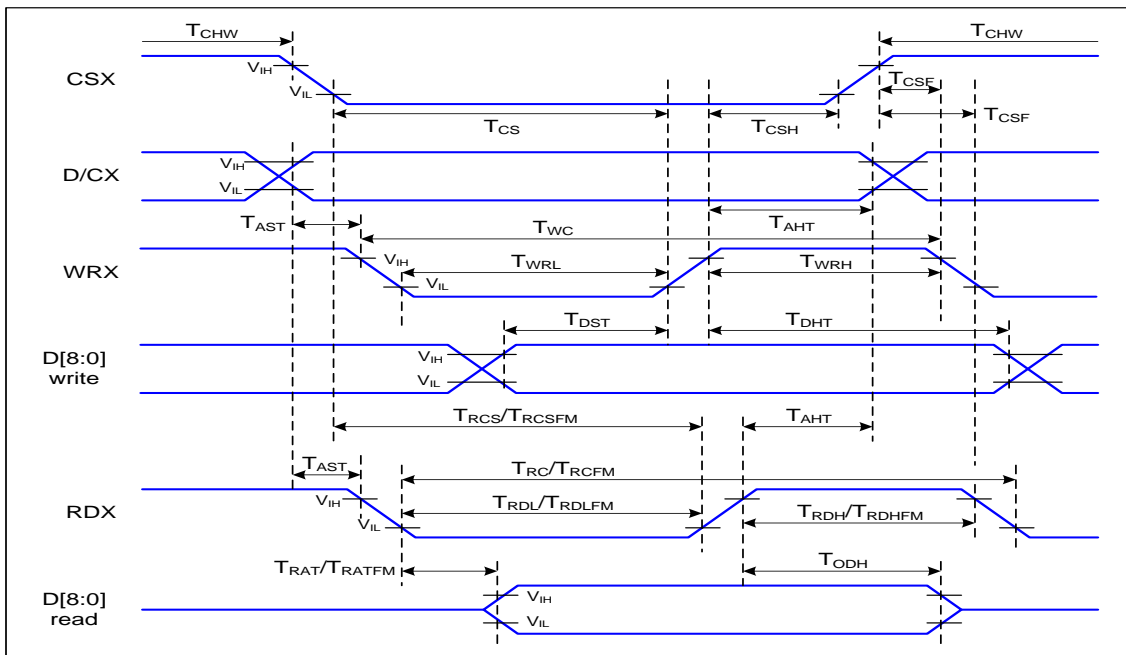 TCHW TCHW
CSX VIH
VIL
TCSF
TCS TCSH TCSF
D/CX VIH
VIL
TAST TWC TAHT
WRX VIH TWRL TWRH
VIL
TDST TDHT
D[8:0]
write
VIH
VIL
TRCS/TRCSFM TAHT
TAST TRC/TRCFM
RDX VIH TRDL/TRDLFM TRDH/TRDHFM
VIL
TRAT/TRATFM TODH
D[8:0]
read
VIH
VIL